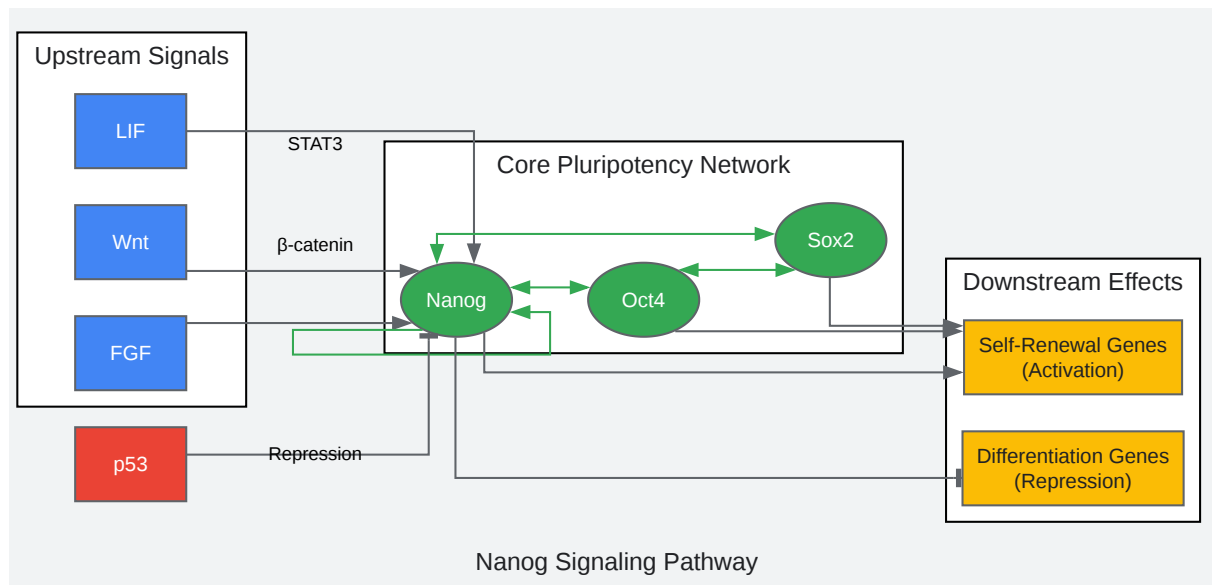 Upstream Signals
LIF
STAT3
Core Pluripotency Network
Wnt
β-catenin
Sox2
Nanog
Oct4
Downstream Effects
FGF
Self-Renewal Genes
(Activation)
p53
Repression
Differentiation Genes
(Repression)
Nanog Signaling Pathway